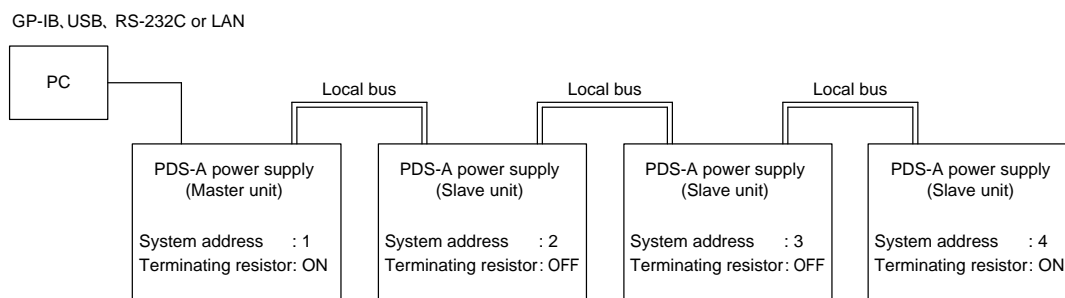 GP-IB、USB、RS-232C or LAN
PC
Local bus
Local bus
Local bus
PDS-A power supply
(Master unit)
System address : 1
Terminating resistor: ON
PDS-A power supply
(Slave unit)
System address : 2
Terminating resistor: OFF
PDS-A power supply
(Slave unit)
System address : 3
Terminating resistor: OFF
PDS-A power supply
(Slave unit)
System address : 4
Terminating resistor: ON